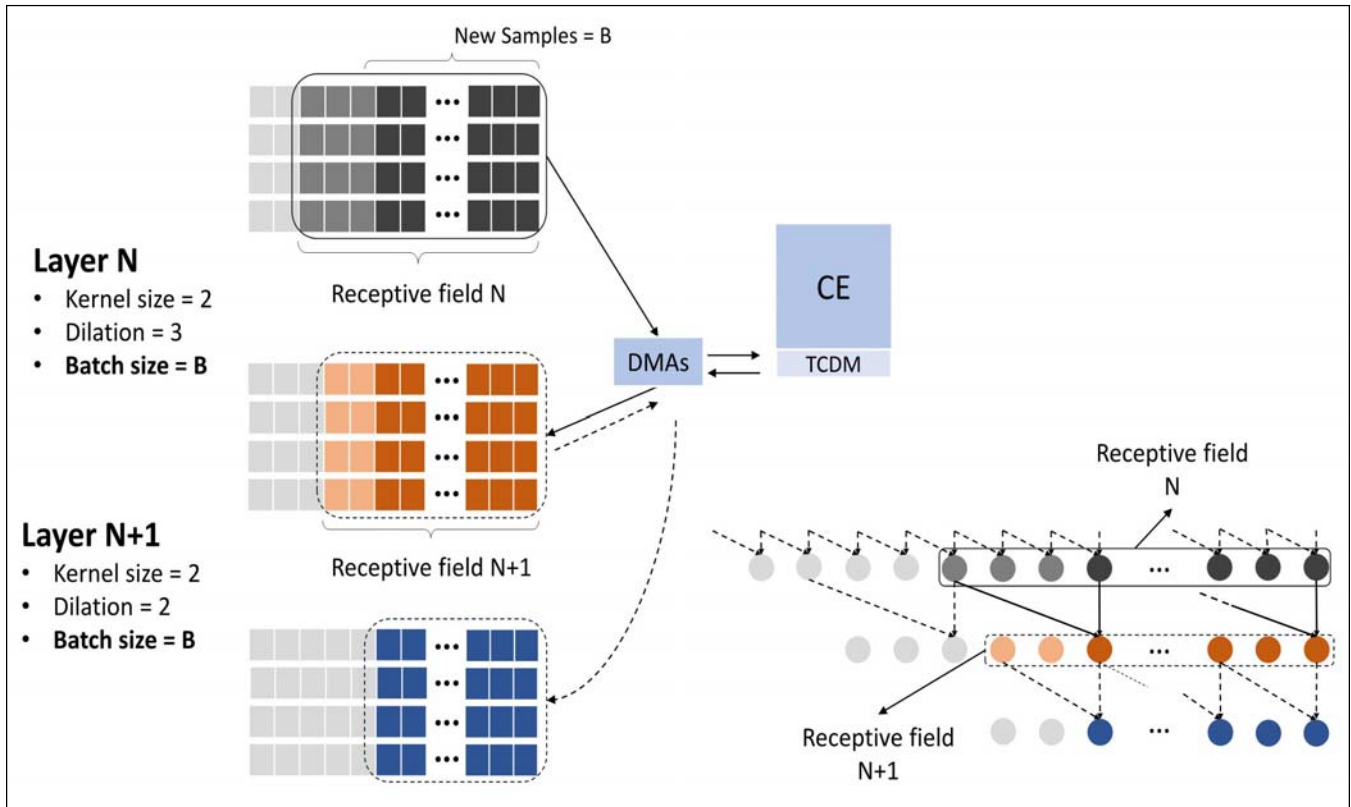 New Samples = B
Layer N
• Kernel size = 2
• Dilation = 3
• Batch size = B
Receptive field N
CE
DMAs
TCDM
Layer N+1
• Kernel size = 2
• Dilation = 2
• Batch size = B
Receptive field N+1
Receptive field
N
Receptive field
N+1